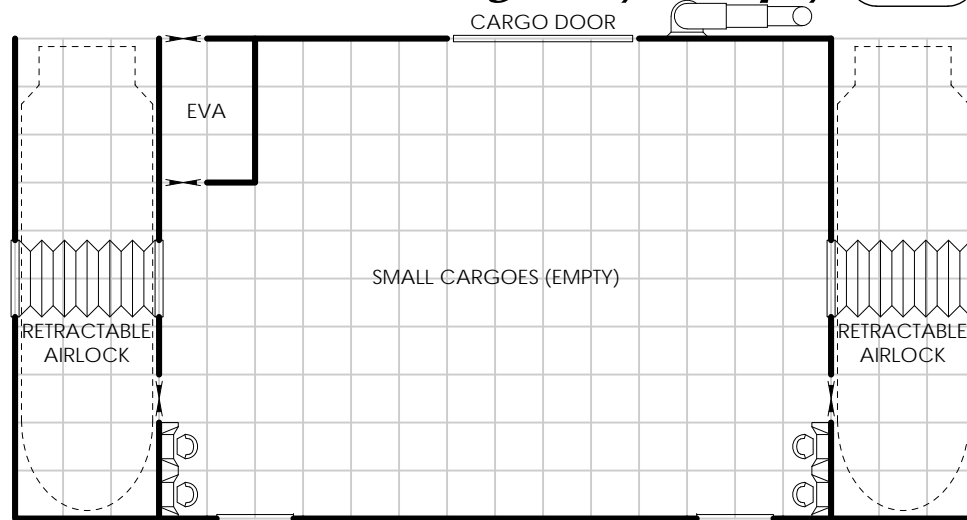 CARGO DOOR
EVA
SMALL CARGOES (EMPTY)
RETRACTABLE
AIRLOCK
RETRACTABLE
AIRLOCK